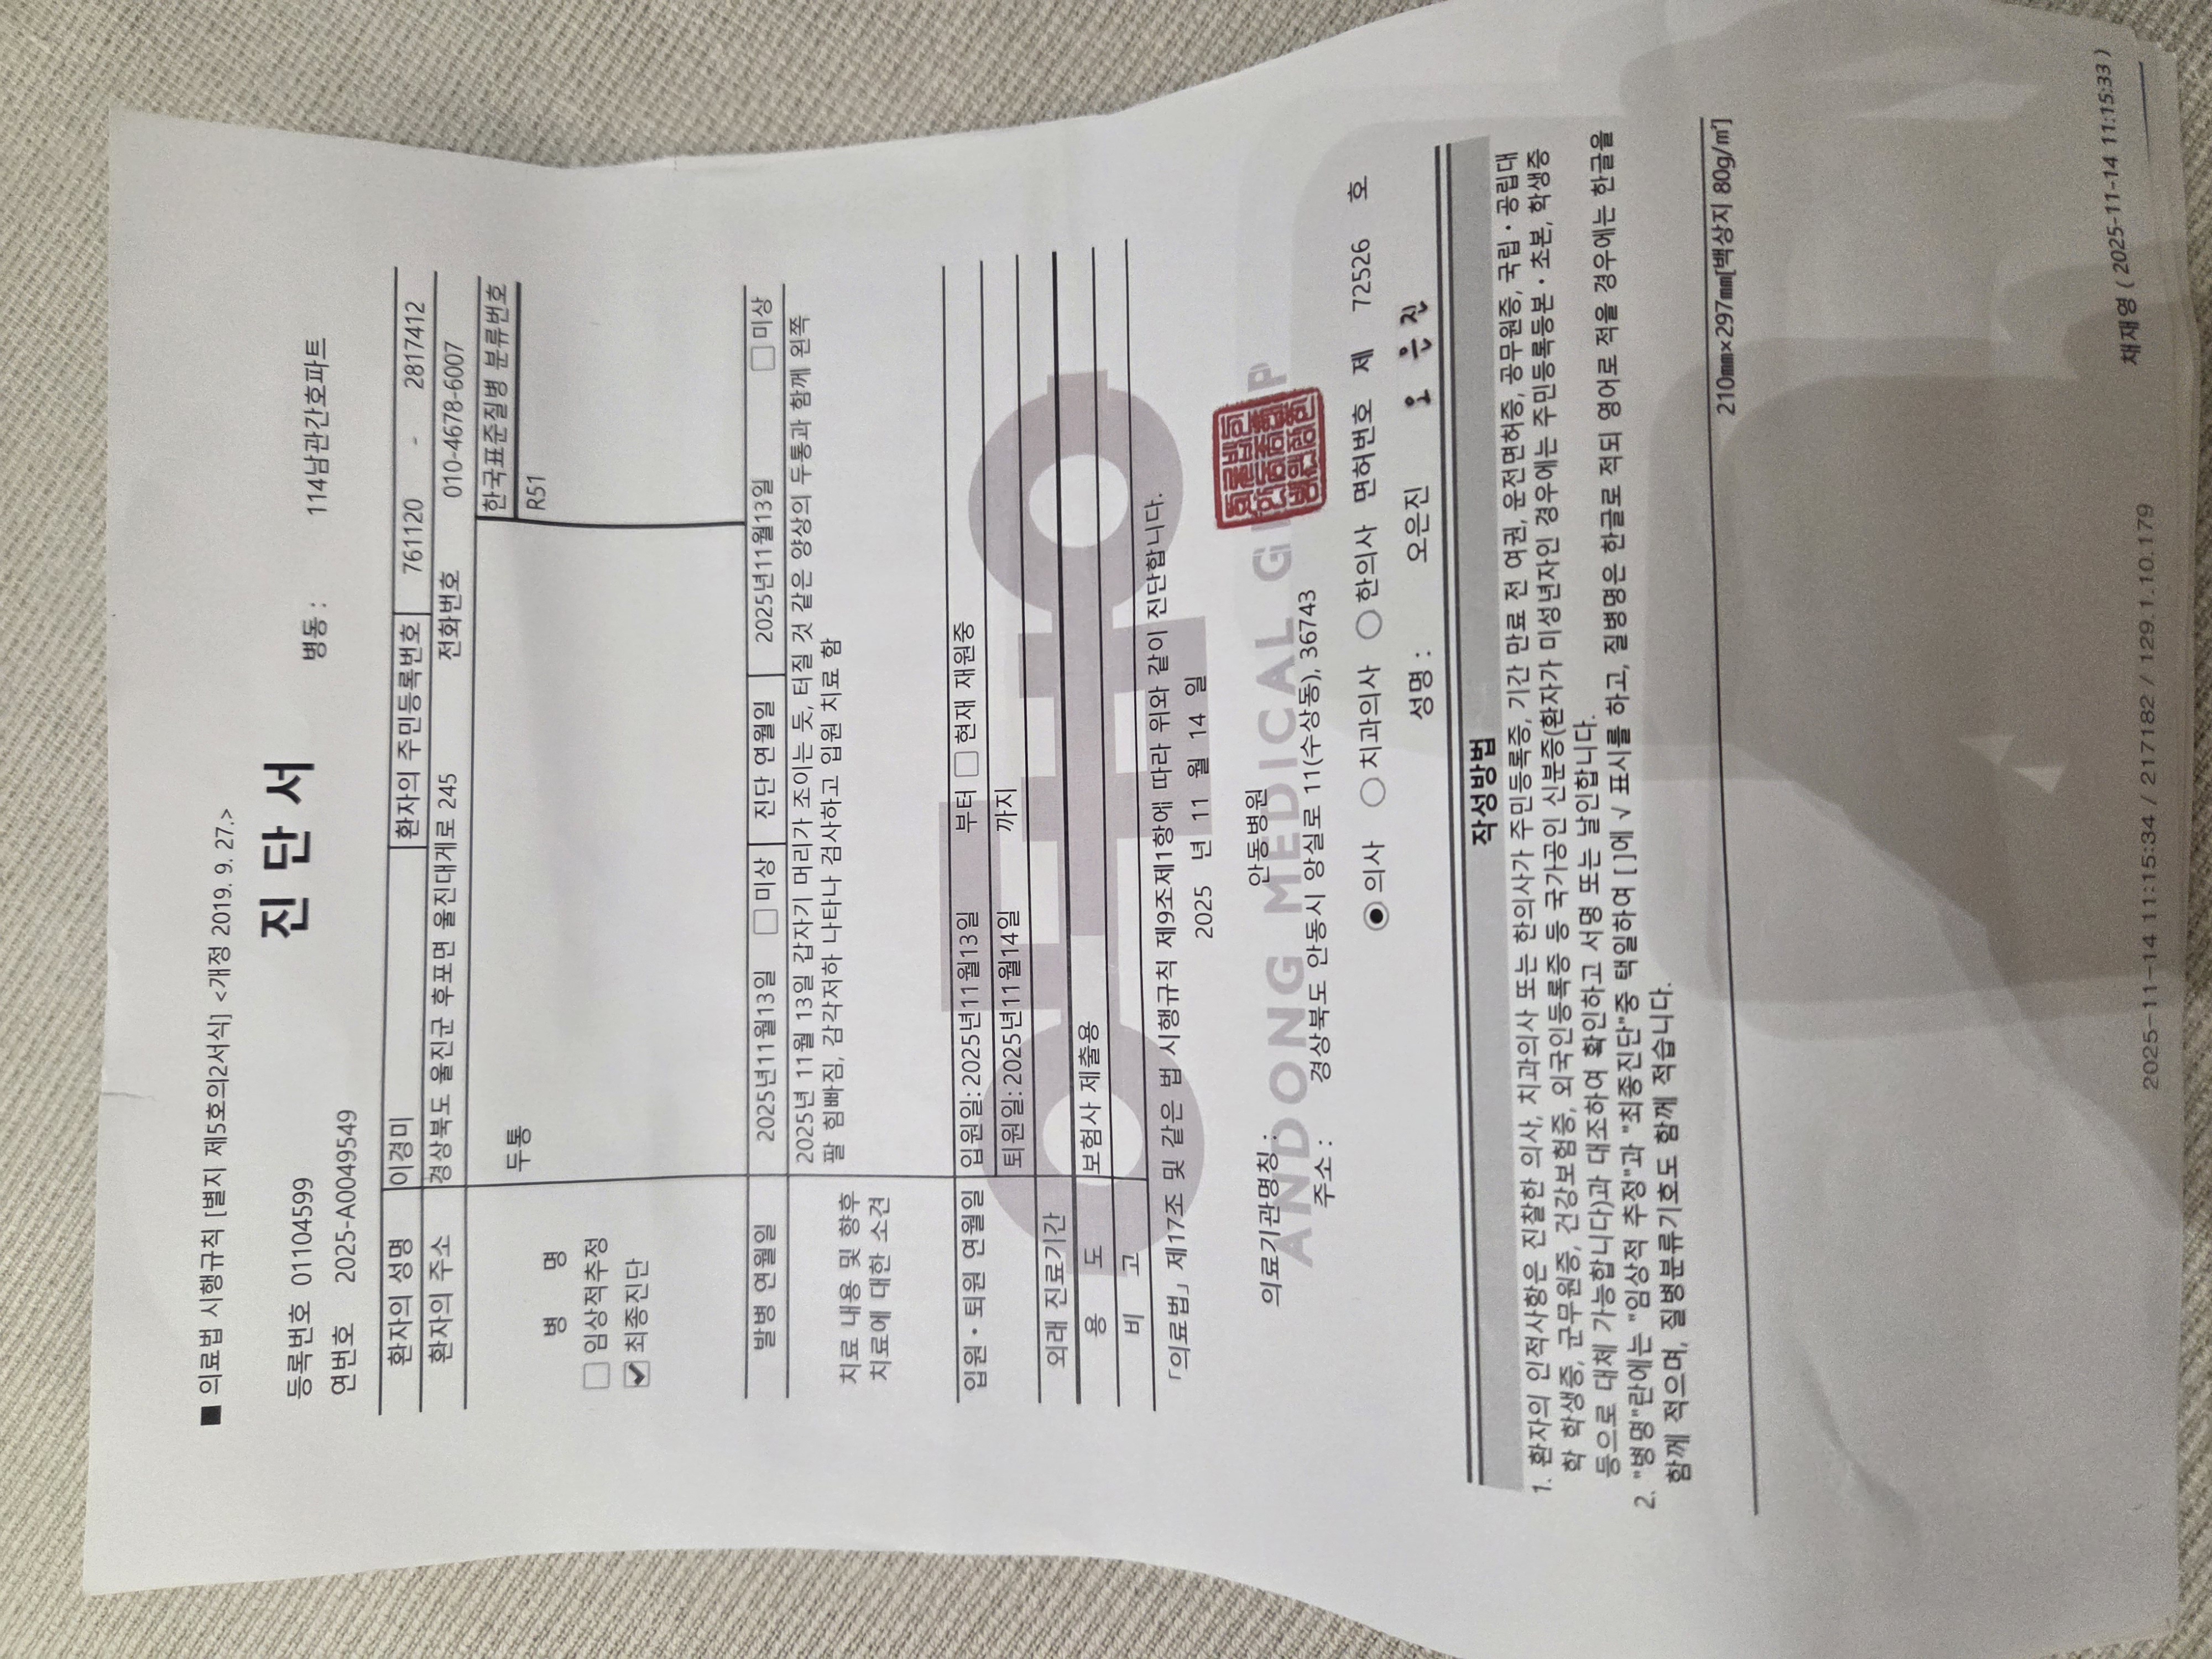 ■ 의료법 시행규칙 [별지 제5호의2서식] <개정 2019. 9. 27.>
진 단 서
등록번호 01104599
병동 : 114남관간호파트
연번호 2025-A0049549
환자의 성명 이경미 환자의 주민등록번호 761120 - 2817412
환자의 주소 경상북도 울진군 후포면 울진대게로 245 전화번호 010-4678-6007
병 명
임상적추정
최종진단
두통
한국표준질병 분류번호
R51
발병 연월일 2025년11월13일 미상 진단 연월일 2025년11월13일 미상
치료 내용 및 향후
치료에 대한 소견
2025년 11월 13일 갑자기 머리가 조이는 듯, 터질 것 같은 양상의 두통과 함께 왼쪽
팔 힘빠짐, 감각저하 나타나 검사하고 입원 치료 함
입원·퇴원 연월일 입원일: 2025년11월13일 부터 현재 재원중
퇴원일: 2025년11월14일 까지
외래 진료기간
용 도 보험사 제출용
비 고
「의료법」 제17조 및 같은 법 시행규칙 제9조제1항에 따라 위와 같이 진단합니다.
2025 년 11 월 14 일
의료기관명칭 : 안동병원
ANDONG MEDICAL GROUP
주소 : 경상북도 안동시 앙실로 11(수상동), 36743
의사 치과의사 한의사 면허번호 제 72526 호
성명 : 오은진 오은진
작성방법
1. 환자의 인적사항은 진찰한 의사, 치과의사 또는 한의사가 주민등록증, 기간 만료 전 여권, 운전면허증, 공무원증, 국립·공립대
학 학생증, 군무원증, 건강보험증, 외국인등록증 등 국가공인 신분증(환자가 미성년자인 경우에는 주민등록등본·초본, 학생증
등으로 대체 가능합니다)과 대조하여 확인하고 서명 또는 날인합니다.
2. "병명"란에는 "임상적 추정"과 "최종진단"중 택일하여 [ ]에 √ 표시를 하고, 질병명은 한글로 적되 영어로 적을 경우에는 한글을
함께 적으며, 질병분류기호도 함께 적습니다.
210㎜×297㎜[백상지 80g/㎡]
2025-11-14 11:15:34 / 217182 / 129.1.10.179
채재영 ( 2025-11-14 11:15:33 )